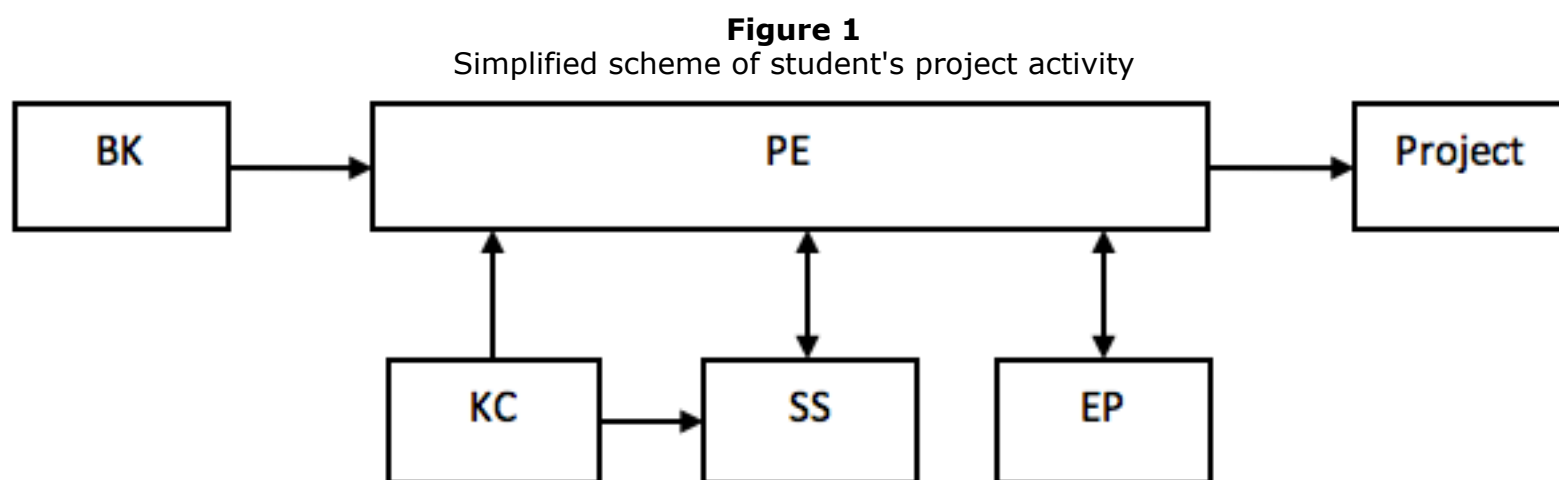 Figure 1
Simplified scheme of student's project activity
BK
PE
Project
KC
SS
EP